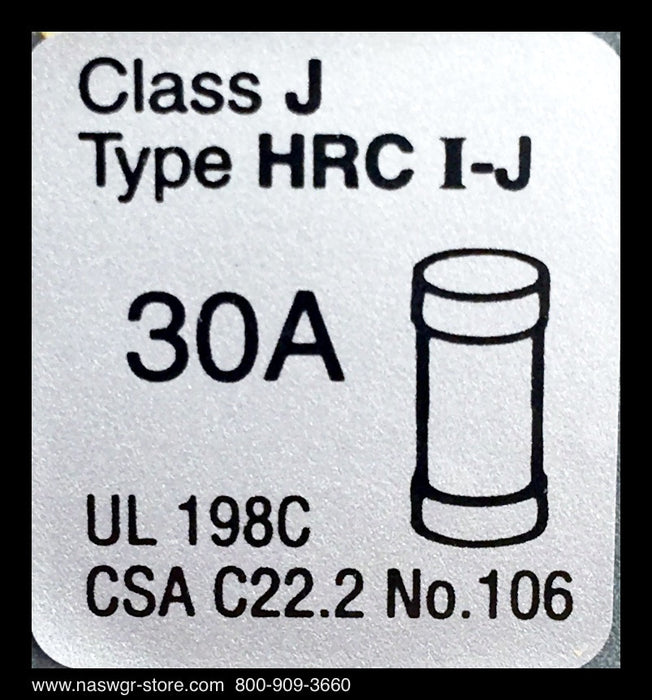 Class J
Type HRC I-J
30A
UL 198C
CSA C22.2 No.106
www.naswgr-store.com 800-909-3660